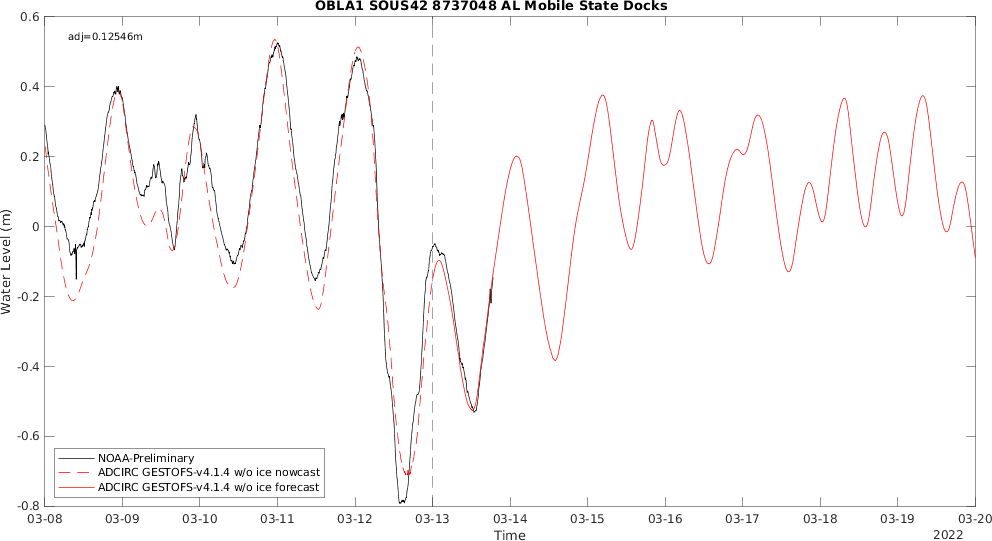 OBLA1 SOUS42 8737048 AL Mobile State Docks
adj=0.12546m
Water Level (m)
0.6
0.4
0.2
0
-0.2
-0.4
-0.6
-0.8
NOAA-Preliminary
ADCIRC GESTOFS-v4.1.4 w/o ice nowcast
ADCIRC GESTOFS-v4.1.4 w/o ice forecast
03-08 03-09 03-10 03-11 03-12 03-13 03-14 03-15 03-16 03-17 03-18 03-19 03-20
Time
2022